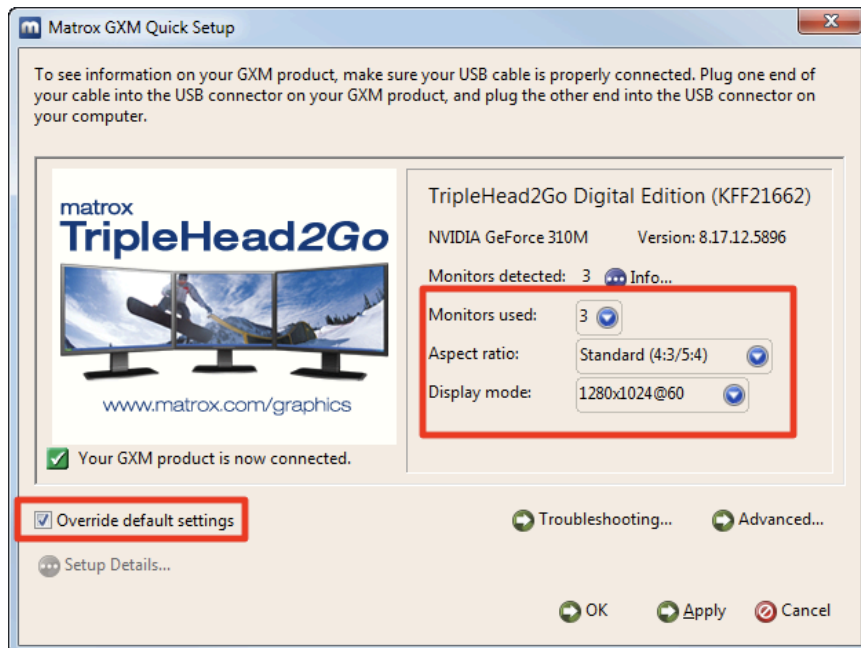 Matrox GXM Quick Setup
To see information on your GXM product, make sure your USB cable is properly connected. Plug one end of
your cable into the USB connector on your GXM product, and plug the other end into the USB connector on
your computer.
matrox
TripleHead2Go
www.matrox.com/graphics
Your GXM product is now connected.
TripleHead2Go Digital Edition (KFF21662)
NVIDIA GeForce 310M Version: 8.17.12.5896
Monitors detected: 3 Info...
Monitors used: 3
Aspect ratio: Standard (4:3/5:4)
Display mode: 1280x1024@60
Override default settings
Troubleshooting... Advanced...
Setup Details...
OK Apply Cancel